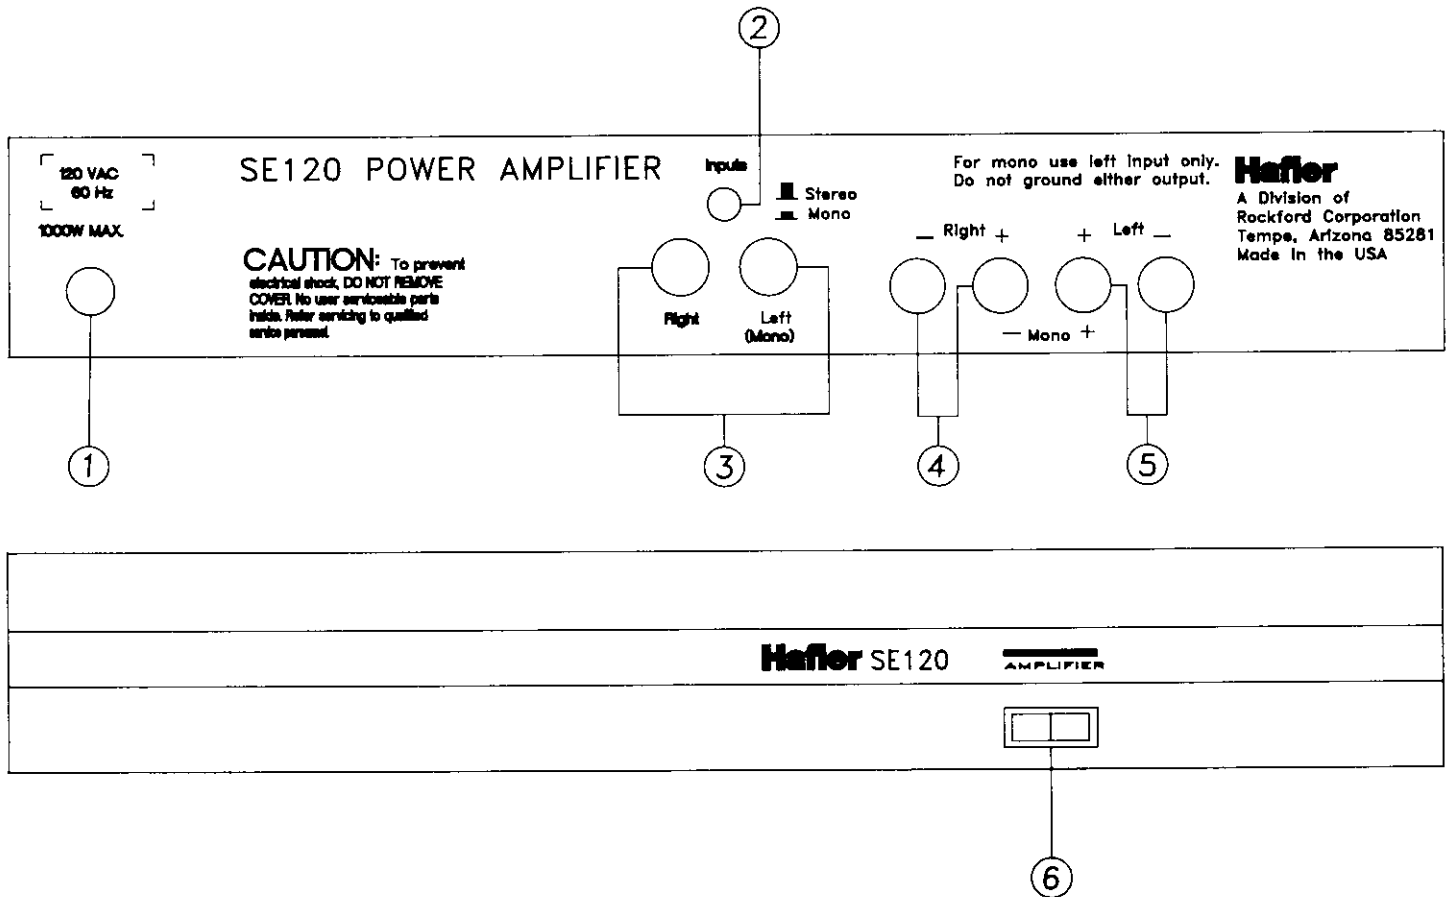 2
120 VAC
60 Hz
1000W MAX.
SE120 POWER AMPLIFIER
CAUTION: To prevent
electrical shock, DO NOT REMOVE
COVER. No user serviceable parts
inside. Refer servicing to qualified
service personnel.
Inputs
Stereo
Mono
Right
Left
(Mono)
For mono use left input only.
Do not ground either output.
— Right +
+ Left —
— Mono +
Hafler
A Division of
Rockford Corporation
Tempe, Arizona 85281
Made in the USA
1
3
4
5
Hafler SE120
AMPLIFIER
6